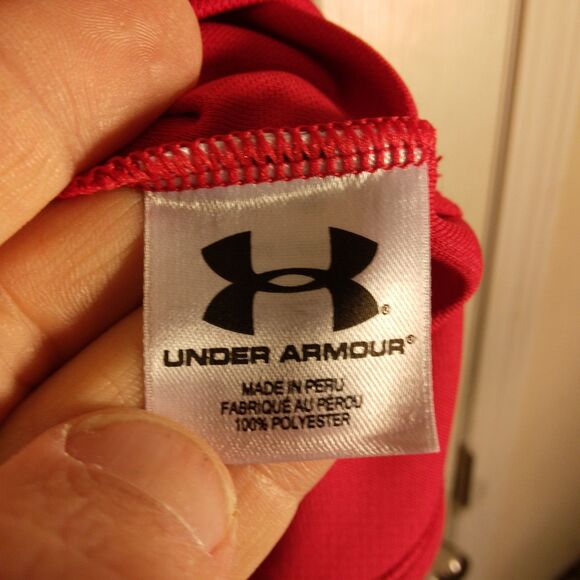 UNDER ARMOUR®
MADE IN PERU
FABRIQUÉ AU PÉROU
100% POLYESTER